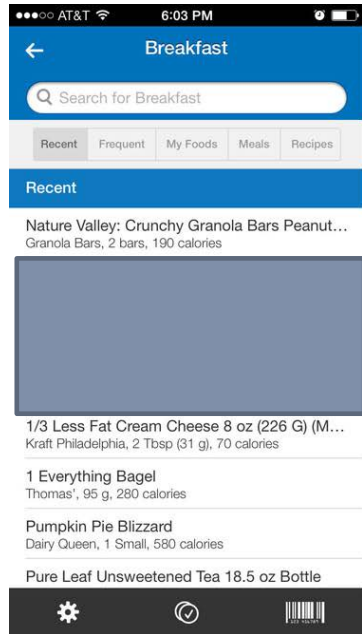 AT&T 6:03 PM
Breakfast
Search for Breakfast
Recent Frequent My Foods Meals Recipes
Recent
Nature Valley: Crunchy Granola Bars Peanut...
Granola Bars, 2 bars, 190 calories
1/3 Less Fat Cream Cheese 8 oz (226 G) (M...
Kraft Philadelphia, 2 Tbsp (31 g), 70 calories
1 Everything Bagel
Thomas', 95 g, 280 calories
Pumpkin Pie Blizzard
Dairy Queen, 1 Small, 580 calories
Pure Leaf Unsweetened Tea 18.5 oz Bottle